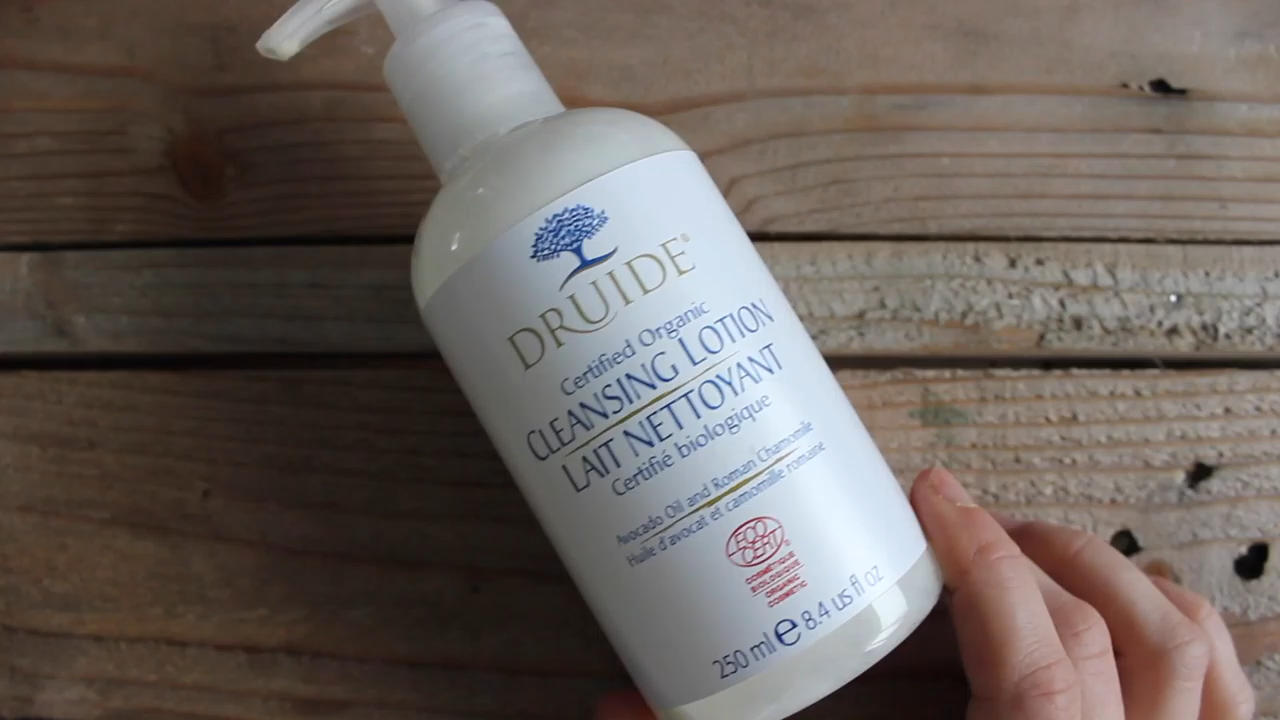 DRUIDE®
Certified Organic
CLEANSING LOTION
LAIT NETTOYANT
Certifié biologique
Avocado Oil and Roman Chamomile
Huile d'avocat et camomille romaine
ECO
CERT®
COSMÉTIQUE
BIOLOGIQUE
ORGANIC
COSMETIC
250 ml e 8.4 us fl oz